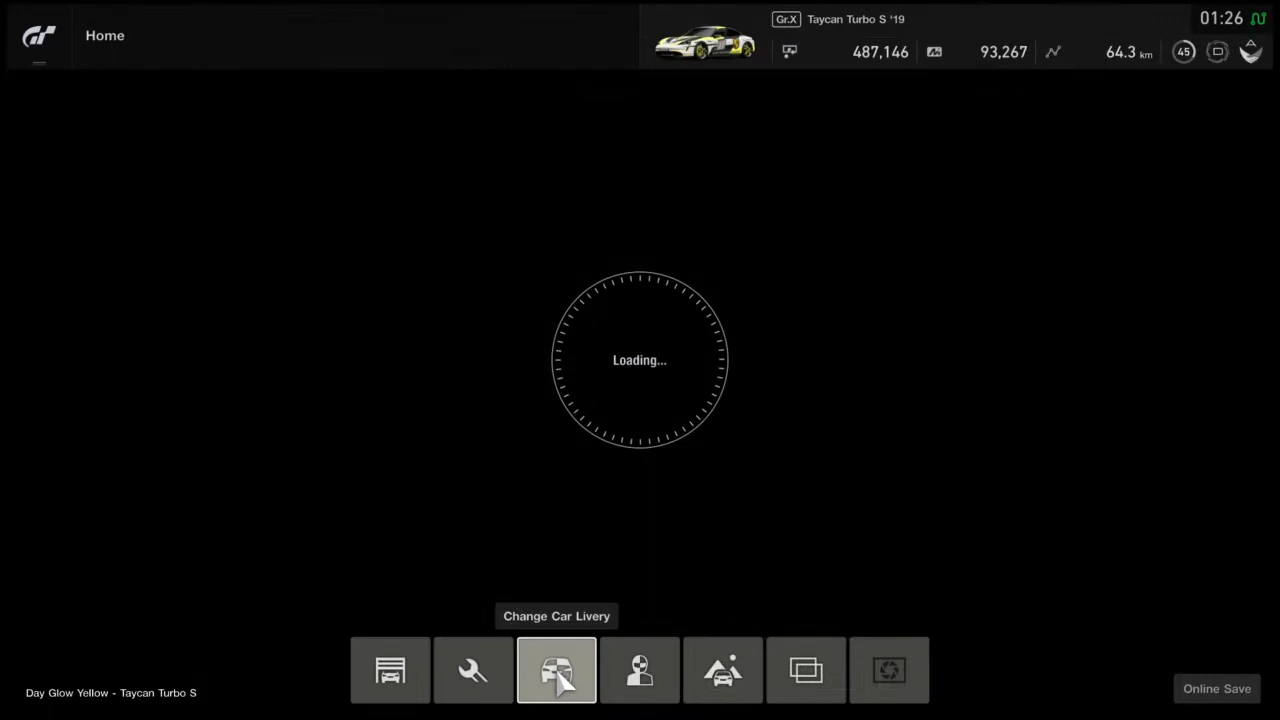 Home
Gr.X Taycan Turbo S '19
01:26
487,146 93,267 64.3 km 45
Loading...
Change Car Livery
Day Glow Yellow - Taycan Turbo S
Online Save